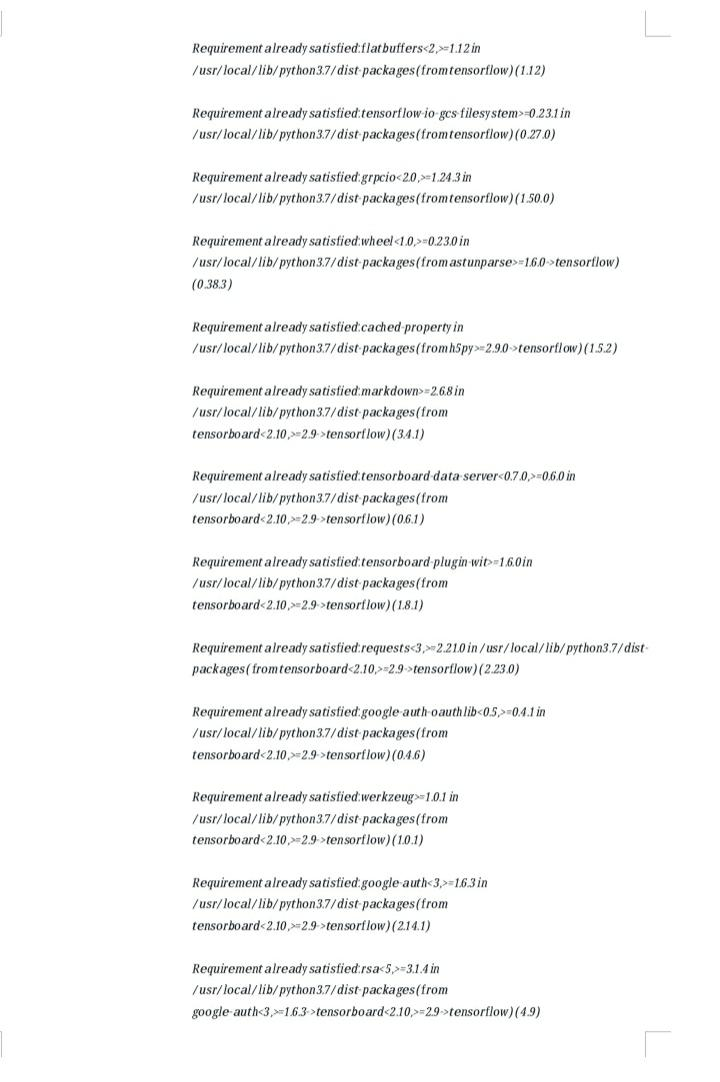 Requirement already satisfied:flatbuffers<2,>=1.12 in
/usr/local/lib/python3.7/dist-packages (from tensorflow) (1.12)
Requirement already satisfied:tensorflow-io-gcs-filesystem>=0.23.1 in
/usr/local/lib/python3.7/dist-packages (from tensorflow) (0.27.0)
Requirement already satisfied:grpcio<2.0,>=1.24.3 in
/usr/local/lib/python3.7/dist-packages (from tensorflow) (1.50.0)
Requirement already satisfied:wheel<1.0,>=0.23.0 in
/usr/local/lib/python3.7/dist-packages (from astunparse>=1.6.0->tensorflow)
(0.38.3)
Requirement already satisfied:cached-property in
/usr/local/lib/python3.7/dist-packages (from h5py>=2.9.0->tensorflow) (1.5.2)
Requirement already satisfied:markdown>=2.6.8 in
/usr/local/lib/python3.7/dist-packages (from
tensorboard<2.10,>=2.9->tensorflow) (3.4.1)
Requirement already satisfied:tensorboard-data-server<0.7.0,>=0.6.0 in
/usr/local/lib/python3.7/dist-packages (from
tensorboard<2.10,>=2.9->tensorflow) (0.6.1)
Requirement already satisfied:tensorboard-plugin-wit>=1.6.0 in
/usr/local/lib/python3.7/dist-packages (from
tensorboard<2.10,>=2.9->tensorflow) (1.8.1)
Requirement already satisfied:requests<3,>=2.21.0 in /usr/local/lib/python3.7/dist-
packages (from tensorboard<2.10,>=2.9->tensorflow) (2.23.0)
Requirement already satisfied:google-auth-oauthlib<0.5,>=0.4.1 in
/usr/local/lib/python3.7/dist-packages (from
tensorboard<2.10,>=2.9->tensorflow) (0.4.6)
Requirement already satisfied:werkzeug>=1.0.1 in
/usr/local/lib/python3.7/dist-packages (from
tensorboard<2.10,>=2.9->tensorflow) (1.0.1)
Requirement already satisfied:google-auth<3,>=1.6.3 in
/usr/local/lib/python3.7/dist-packages (from
tensorboard<2.10,>=2.9->tensorflow) (2.14.1)
Requirement already satisfied:rsa<5,>=3.1.4 in
/usr/local/lib/python3.7/dist-packages (from
google-auth<3,>=1.6.3->tensorboard<2.10,>=2.9->tensorflow) (4.9)